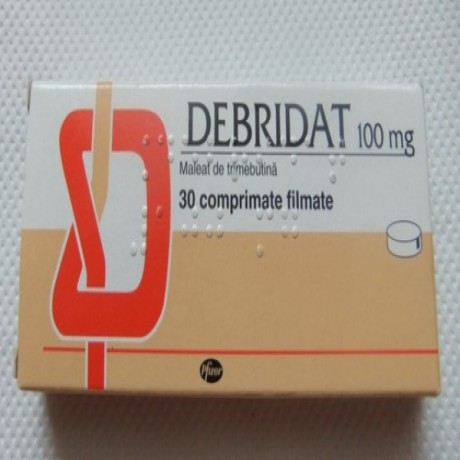 DEBRIDAT 100 mg
Maleat de trimebutină
30 comprimate filmate
Pfizer